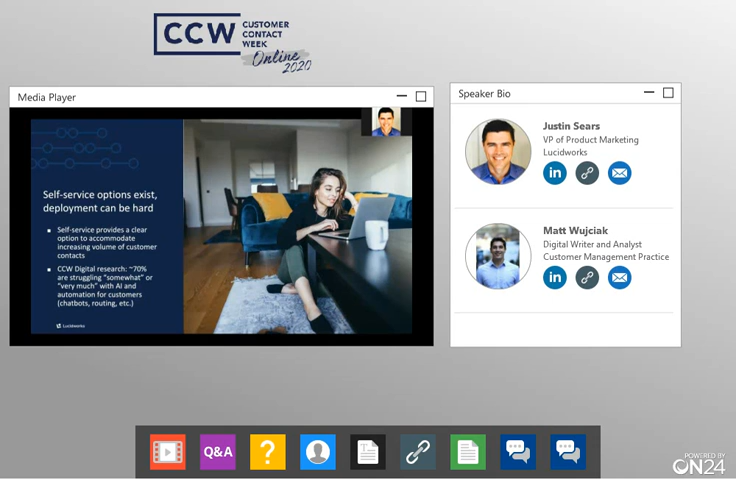 CCW CUSTOMER
CONTACT
WEEK
Online
2020
Media Player
Self-service options exist,
deployment can be hard
Self-service provides a clear
option to accommodate
increasing volume of customer
contacts
CCW Digital research: ~70%
are struggling "somewhat" or
"very much" with AI and
automation for customers
(chatbots, routing, etc.)
Lucidworks
Speaker Bio
Justin Sears
VP of Product Marketing
Lucidworks
in
Matt Wujciak
Digital Writer and Analyst
Customer Management Practice
in
Q&A
?
POWERED BY
ON24